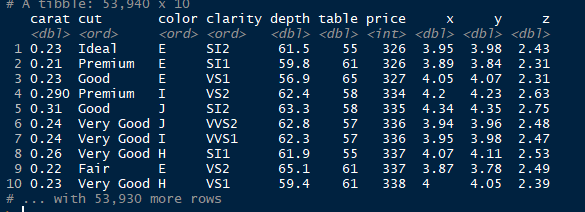 # A tibble: 53,940 x 10
carat cut color clarity depth table price x y z
<dbl> <ord> <ord> <ord> <dbl> <dbl> <int> <dbl> <dbl> <dbl>
1 0.23 Ideal E SI2 61.5 55 326 3.95 3.98 2.43
2 0.21 Premium E SI1 59.8 61 326 3.89 3.84 2.31
3 0.23 Good E VS1 56.9 65 327 4.05 4.07 2.31
4 0.290 Premium I VS2 62.4 58 334 4.2 4.23 2.63
5 0.31 Good J SI2 63.3 58 335 4.34 4.35 2.75
6 0.24 Very Good J VVS2 62.8 57 336 3.94 3.96 2.48
7 0.24 Very Good I VVS1 62.3 57 336 3.95 3.98 2.47
8 0.26 Very Good H SI1 61.9 55 337 4.07 4.11 2.53
9 0.22 Fair E VS2 65.1 61 337 3.87 3.78 2.49
10 0.23 Very Good H VS1 59.4 61 338 4 4.05 2.39
# ... with 53,930 more rows